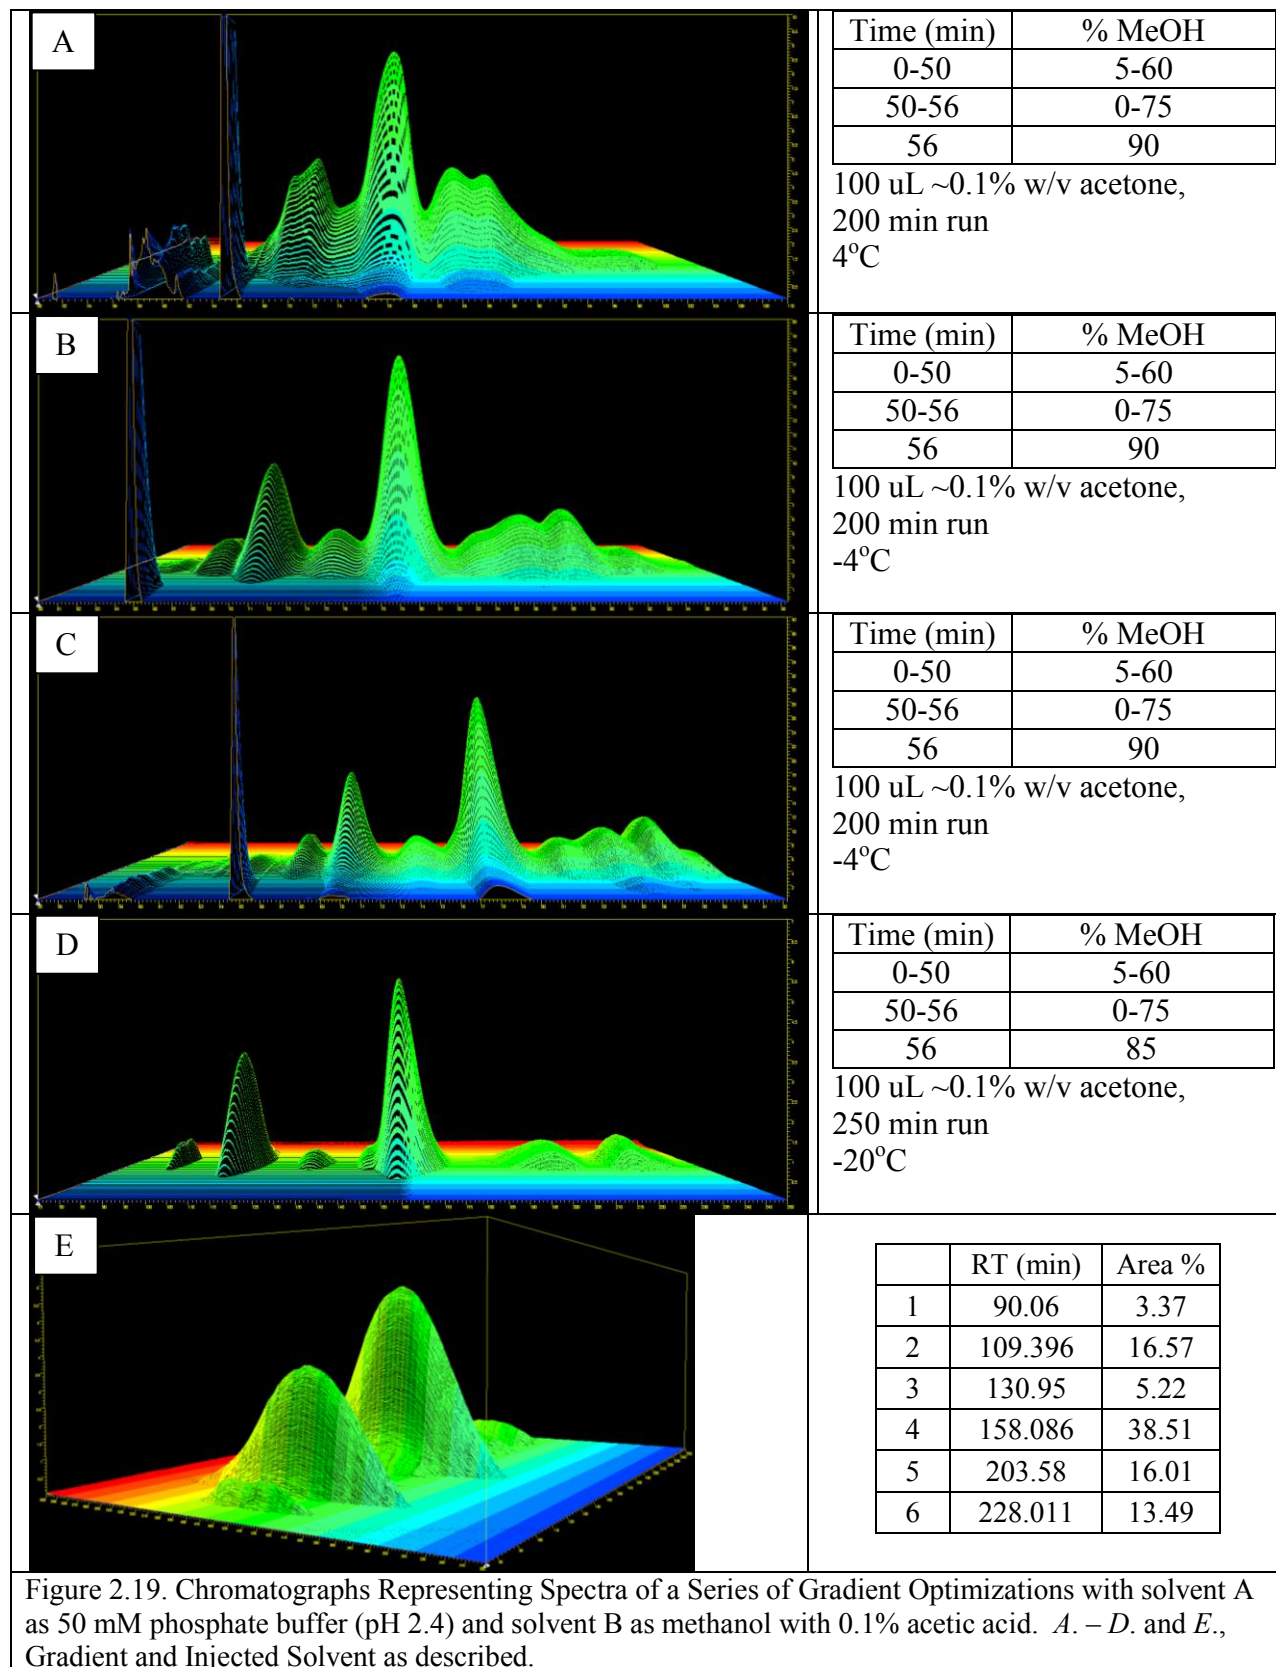 A
Time (min) % MeOH
0-50 5-60
50-56 0-75
56 90
100 uL ~0.1% w/v acetone,
200 min run
4°C
B
Time (min) % MeOH
0-50 5-60
50-56 0-75
56 90
100 uL ~0.1% w/v acetone,
200 min run
-4°C
C
Time (min) % MeOH
0-50 5-60
50-56 0-75
56 90
100 uL ~0.1% w/v acetone,
200 min run
-4°C
D
Time (min) % MeOH
0-50 5-60
50-56 0-75
56 85
100 uL ~0.1% w/v acetone,
250 min run
-20°C
E
RT (min) Area %
1 90.06 3.37
2 109.396 16.57
3 130.95 5.22
4 158.086 38.51
5 203.58 16.01
6 228.011 13.49
Figure 2.19. Chromatographs Representing Spectra of a Series of Gradient Optimizations with solvent A
as 50 mM phosphate buffer (pH 2.4) and solvent B as methanol with 0.1% acetic acid. A. – D. and E.,
Gradient and Injected Solvent as described.